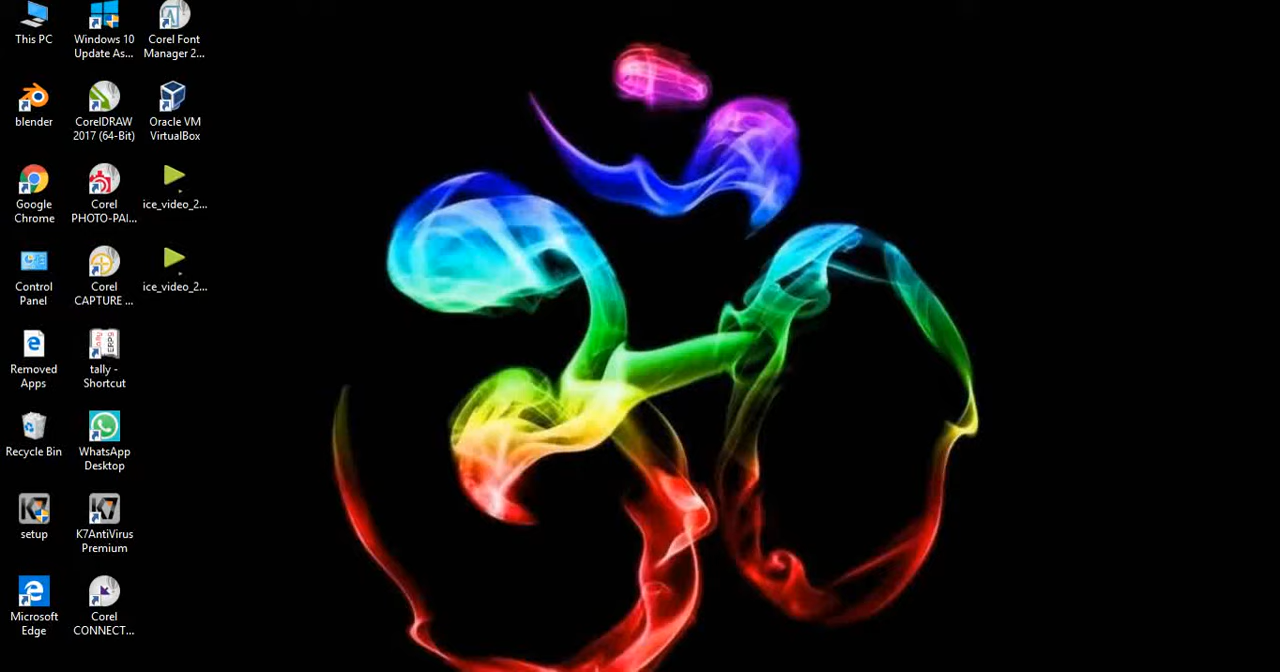 This PC
Windows 10
Update As...
Corel Font
Manager 2...
blender
CorelDRAW
2017 (64-Bit)
Oracle VM
VirtualBox
Google
Chrome
Corel
PHOTO-PAI...
ice_video_2...
Control
Panel
Corel
CAPTURE ...
ice_video_2...
Removed
Apps
tally -
Shortcut
Recycle Bin
WhatsApp
Desktop
setup
K7AntiVirus
Premium
Microsoft
Edge
Corel
CONNECT...